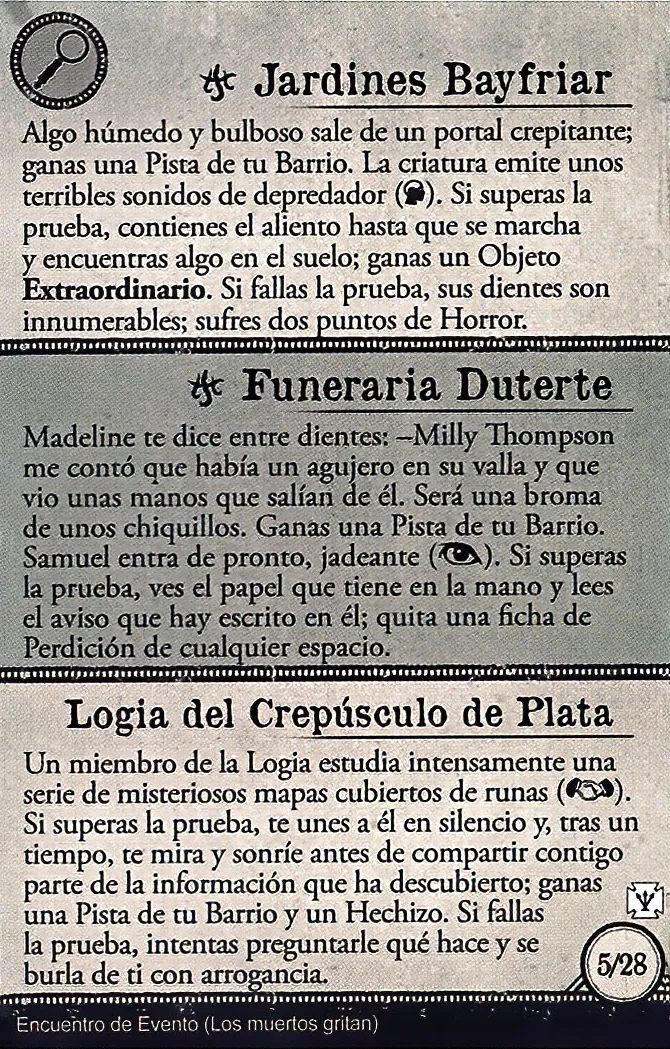 Jardines Bayfriar
Algo húmedo y bulboso sale de un portal crepitante;
ganas una Pista de tu Barrio. La criatura emite unos
terribles sonidos de depredador (). Si superas la
prueba, contienes el aliento hasta que se marcha
y encuentras algo en el suelo; ganas un Objeto
Extraordinario. Si fallas la prueba, sus dientes son
innumerables; sufres dos puntos de Horror.
Funeraria Duterte
Madeline te dice entre dientes: –Milly Thompson
me contó que había un agujero en su valla y que
vio unas manos que salían de él. Será una broma
de unos chiquillos. Ganas una Pista de tu Barrio.
Samuel entra de pronto, jadeante (). Si superas
la prueba, ves el papel que tiene en la mano y lees
el aviso que hay escrito en él; quita una ficha de
Perdición de cualquier espacio.
Logia del Crepúsculo de Plata
Un miembro de la Logia estudia intensamente una
serie de misteriosos mapas cubiertos de runas ().
Si superas la prueba, te unes a él en silencio y, tras un
tiempo, te mira y sonríe antes de compartir contigo
parte de la información que ha descubierto; ganas
una Pista de tu Barrio y un Hechizo. Si fallas
la prueba, intentas preguntarle qué hace y se
burla de ti con arrogancia.
5/28
Encuentro de Evento (Los muertos gritan)